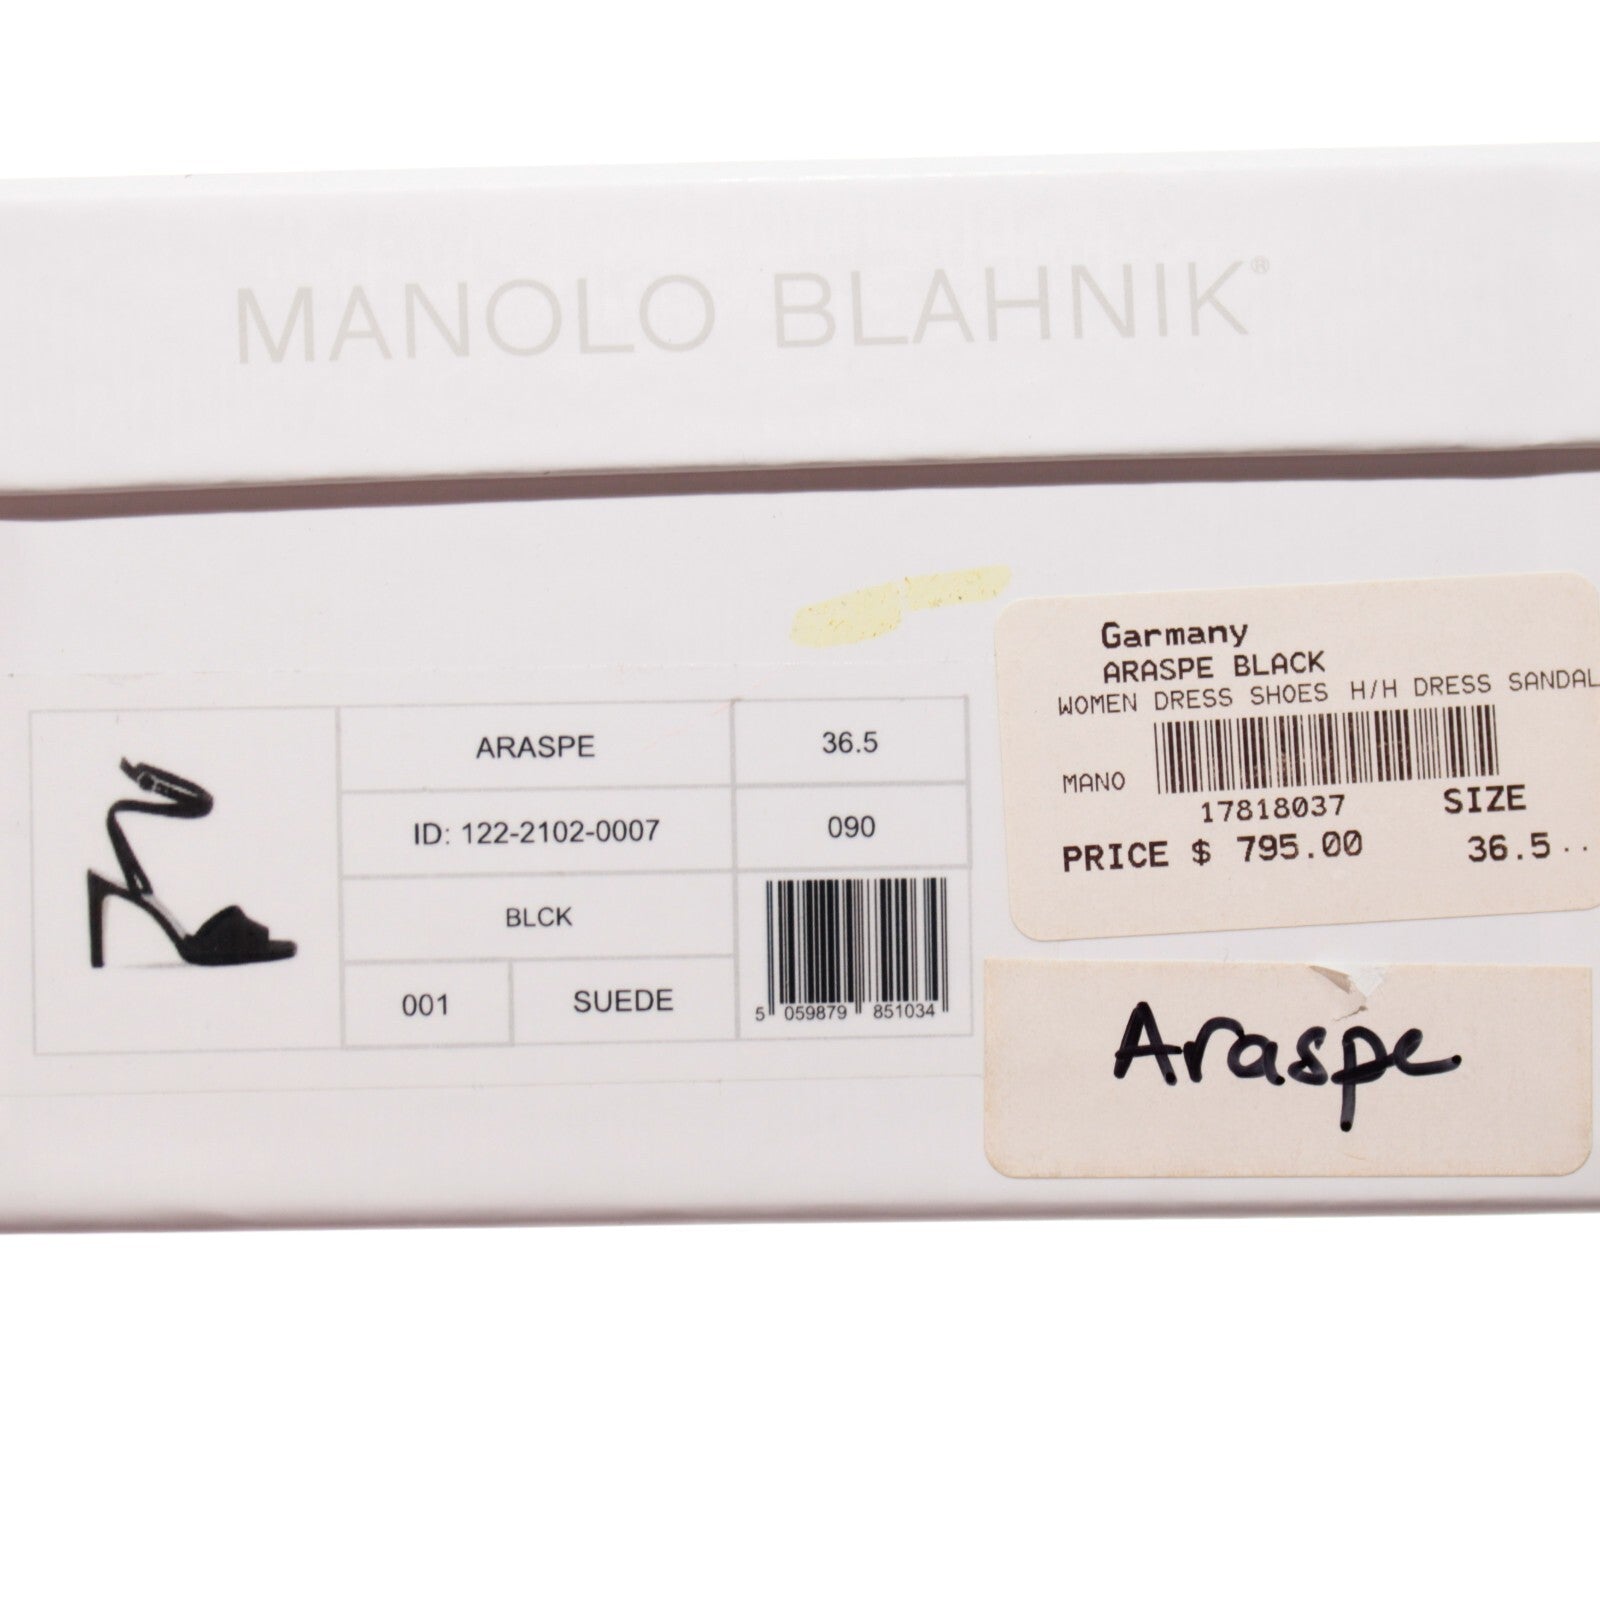 MANOLO BLAHNIK®
ARASPE
36.5
ID: 122-2102-0007
090
BLCK
001
SUEDE
5 059879 851034
Garmany
ARASPE BLACK
WOMEN DRESS SHOES H/H DRESS SANDAL
MANO
17818037
SIZE
PRICE $ 795.00
36.5..
Araspe